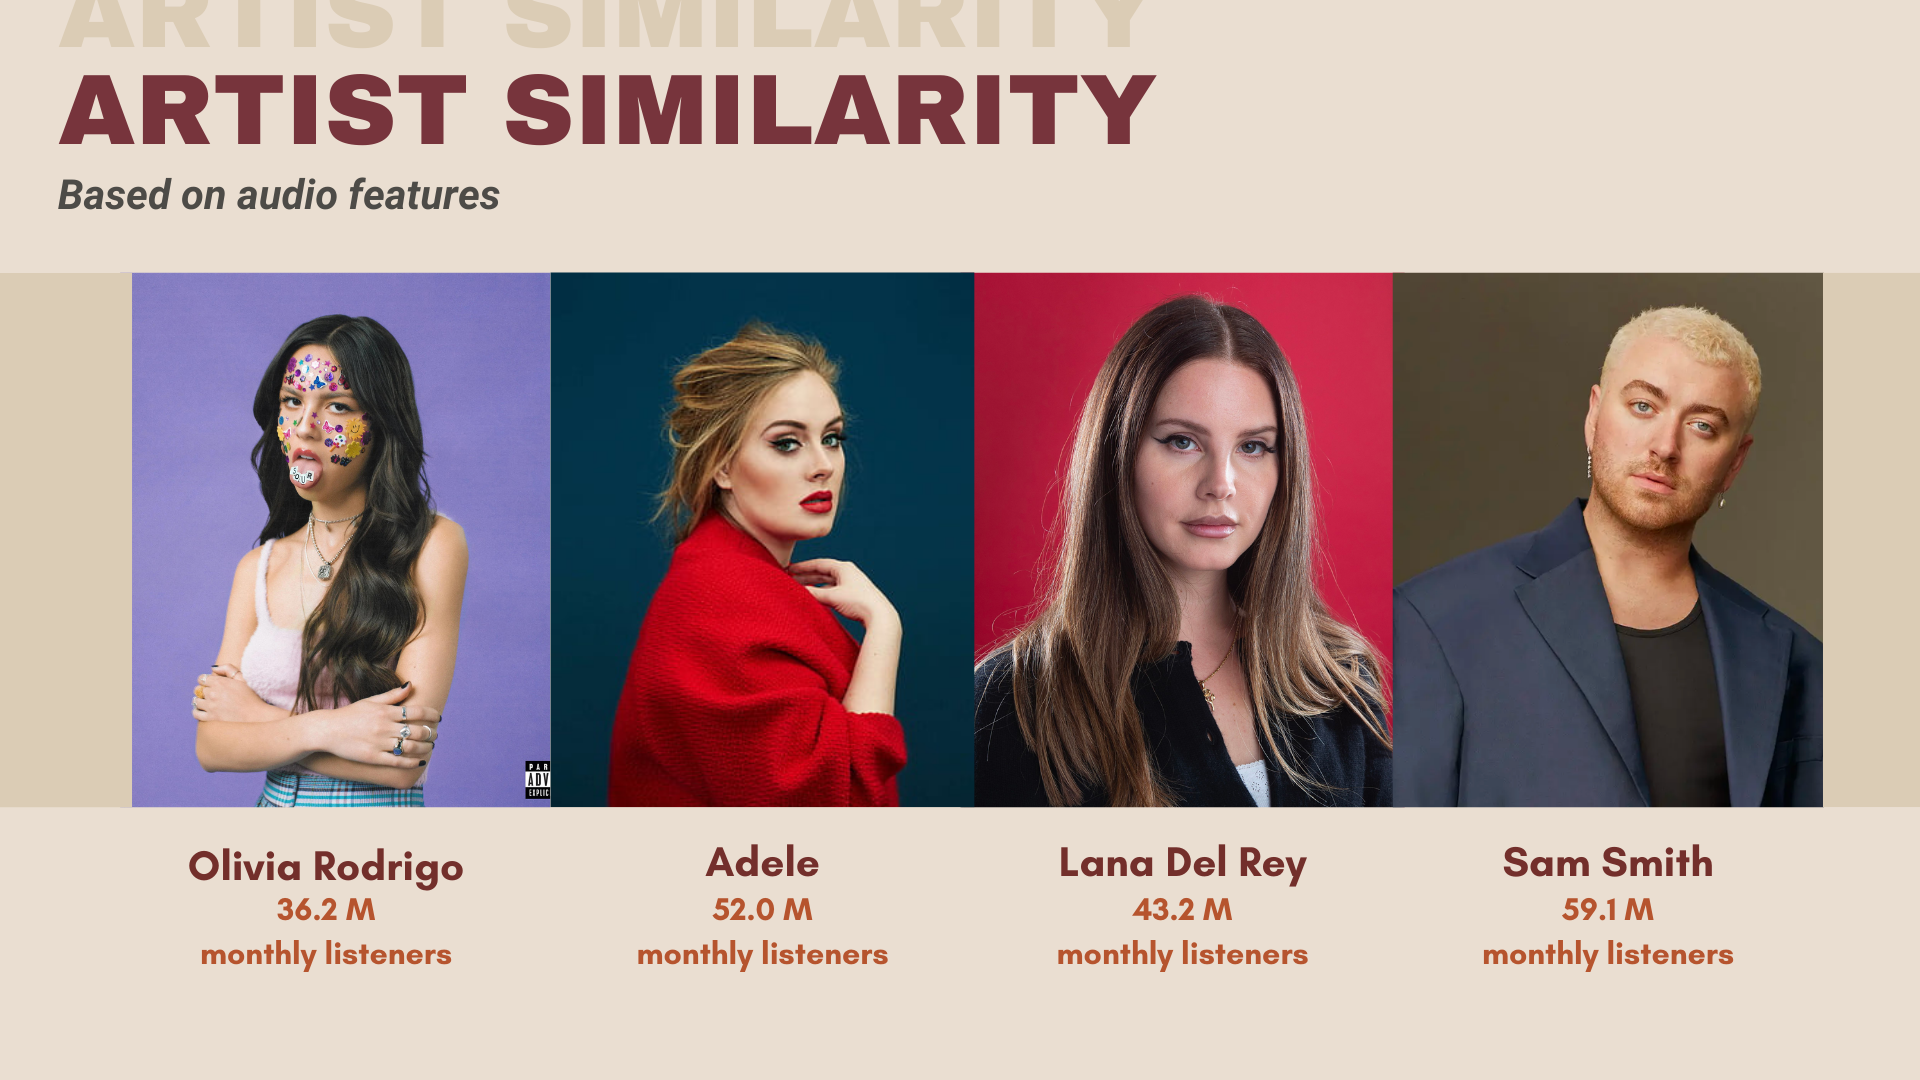 ARTIST SIMILARITY
ARTIST SIMILARITY
Based on audio features
SOUR
PAR
ADV
EXPLIC
Olivia Rodrigo
36.2 M
monthly listeners
Adele
52.0 M
monthly listeners
Lana Del Rey
43.2 M
monthly listeners
Sam Smith
59.1 M
monthly listeners